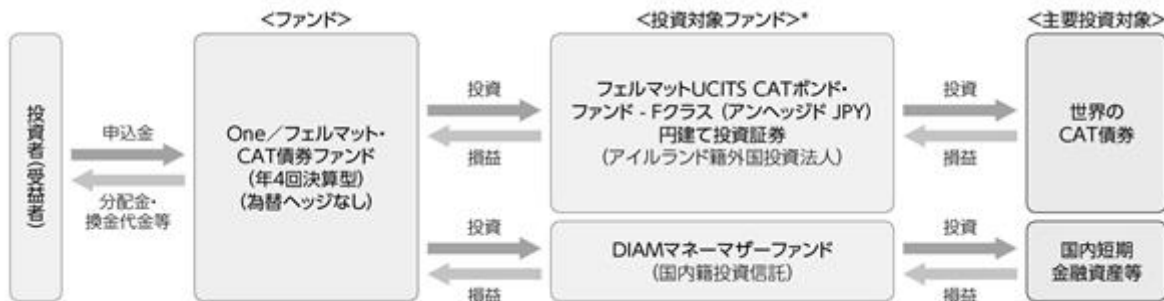 <ファンド>
<投資対象ファンド>*
<主要投資対象>
投資者(受益者)
申込金
分配金・
換金代金等
One/フェルマット・
CAT債券ファンド
(年4回決算型)
(為替ヘッジなし)
投資
損益
フェルマットUCITS CATボンド・
ファンド - Fクラス (アンヘッジド JPY)
円建て投資証券
(アイルランド籍外国投資法人)
投資
損益
世界の
CAT債券
投資
損益
DIAMマネーマザーファンド
(国内籍投資信託)
投資
損益
国内短期
金融資産等